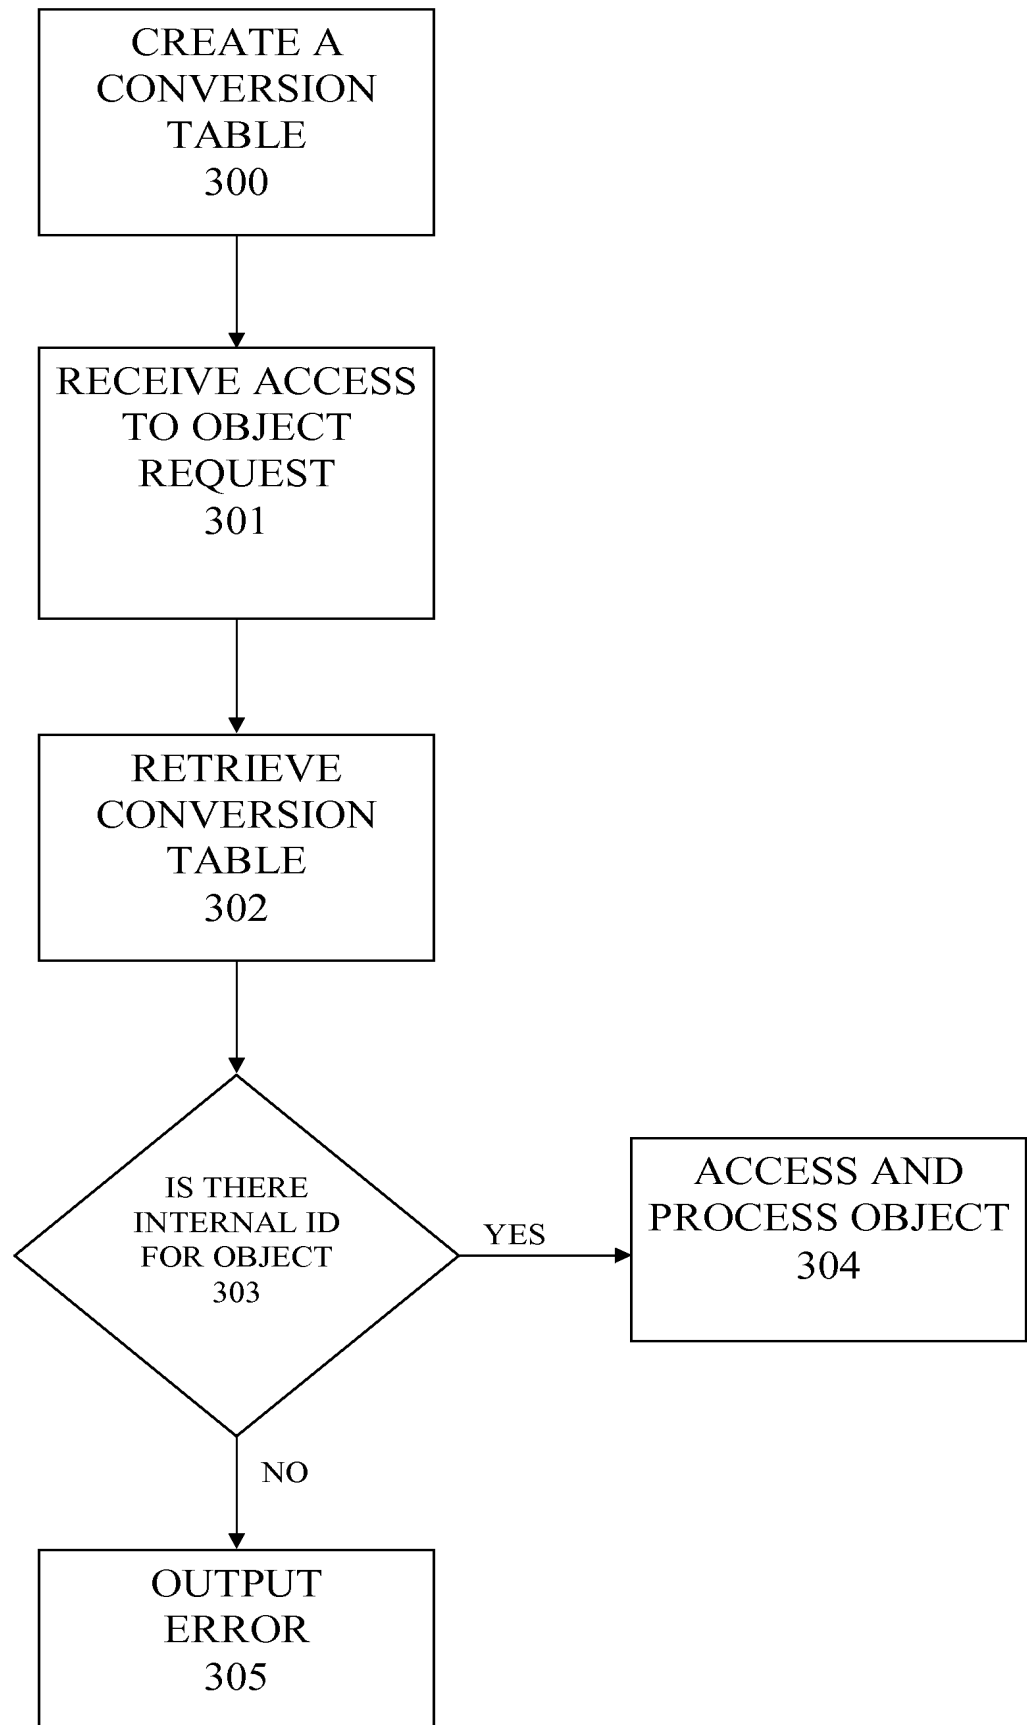 CREATE A
CONVERSION
TABLE
300
RECEIVE ACCESS
TO OBJECT
REQUEST
301
RETRIEVE
CONVERSION
TABLE
302
IS THERE
INTERNAL ID
FOR OBJECT
303
YES
ACCESS AND
PROCESS OBJECT
304
NO
OUTPUT
ERROR
305